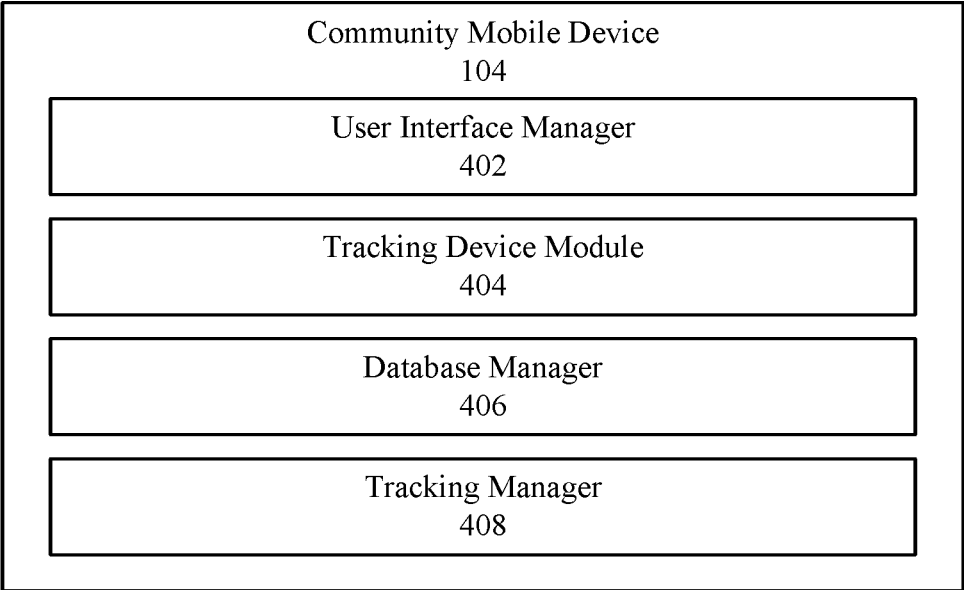 Community Mobile Device
104
User Interface Manager
402
Tracking Device Module
404
Database Manager
406
Tracking Manager
408